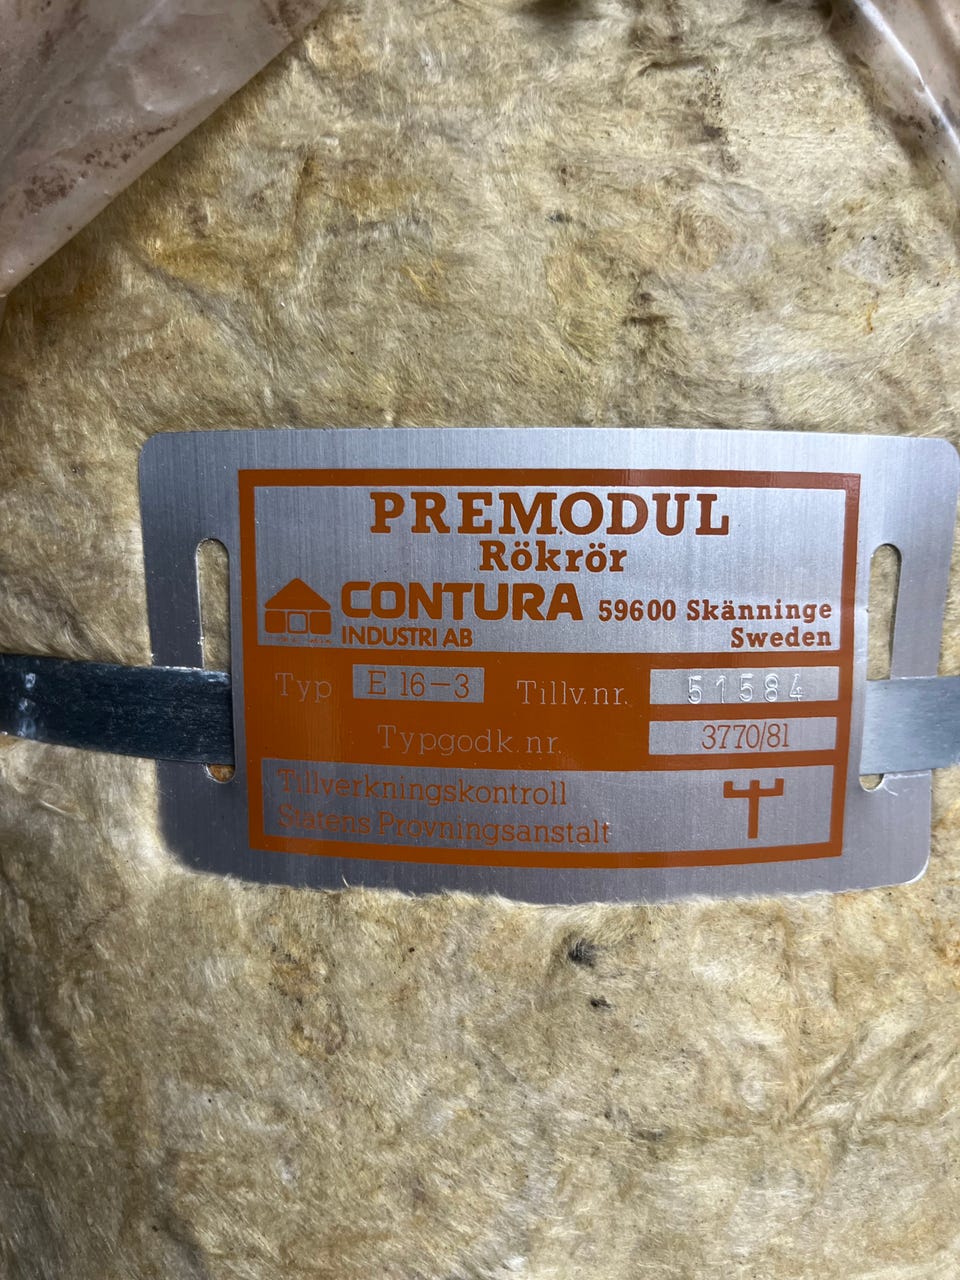 PREMODUL
Rökrör
CONTURA 59600 Skänninge
INDUSTRI AB Sweden
Typ E 16-3 Tillv.nr. 51584
Typgodk.nr. 3770/81
Tillverkningskontroll
Statens Provningsanstalt